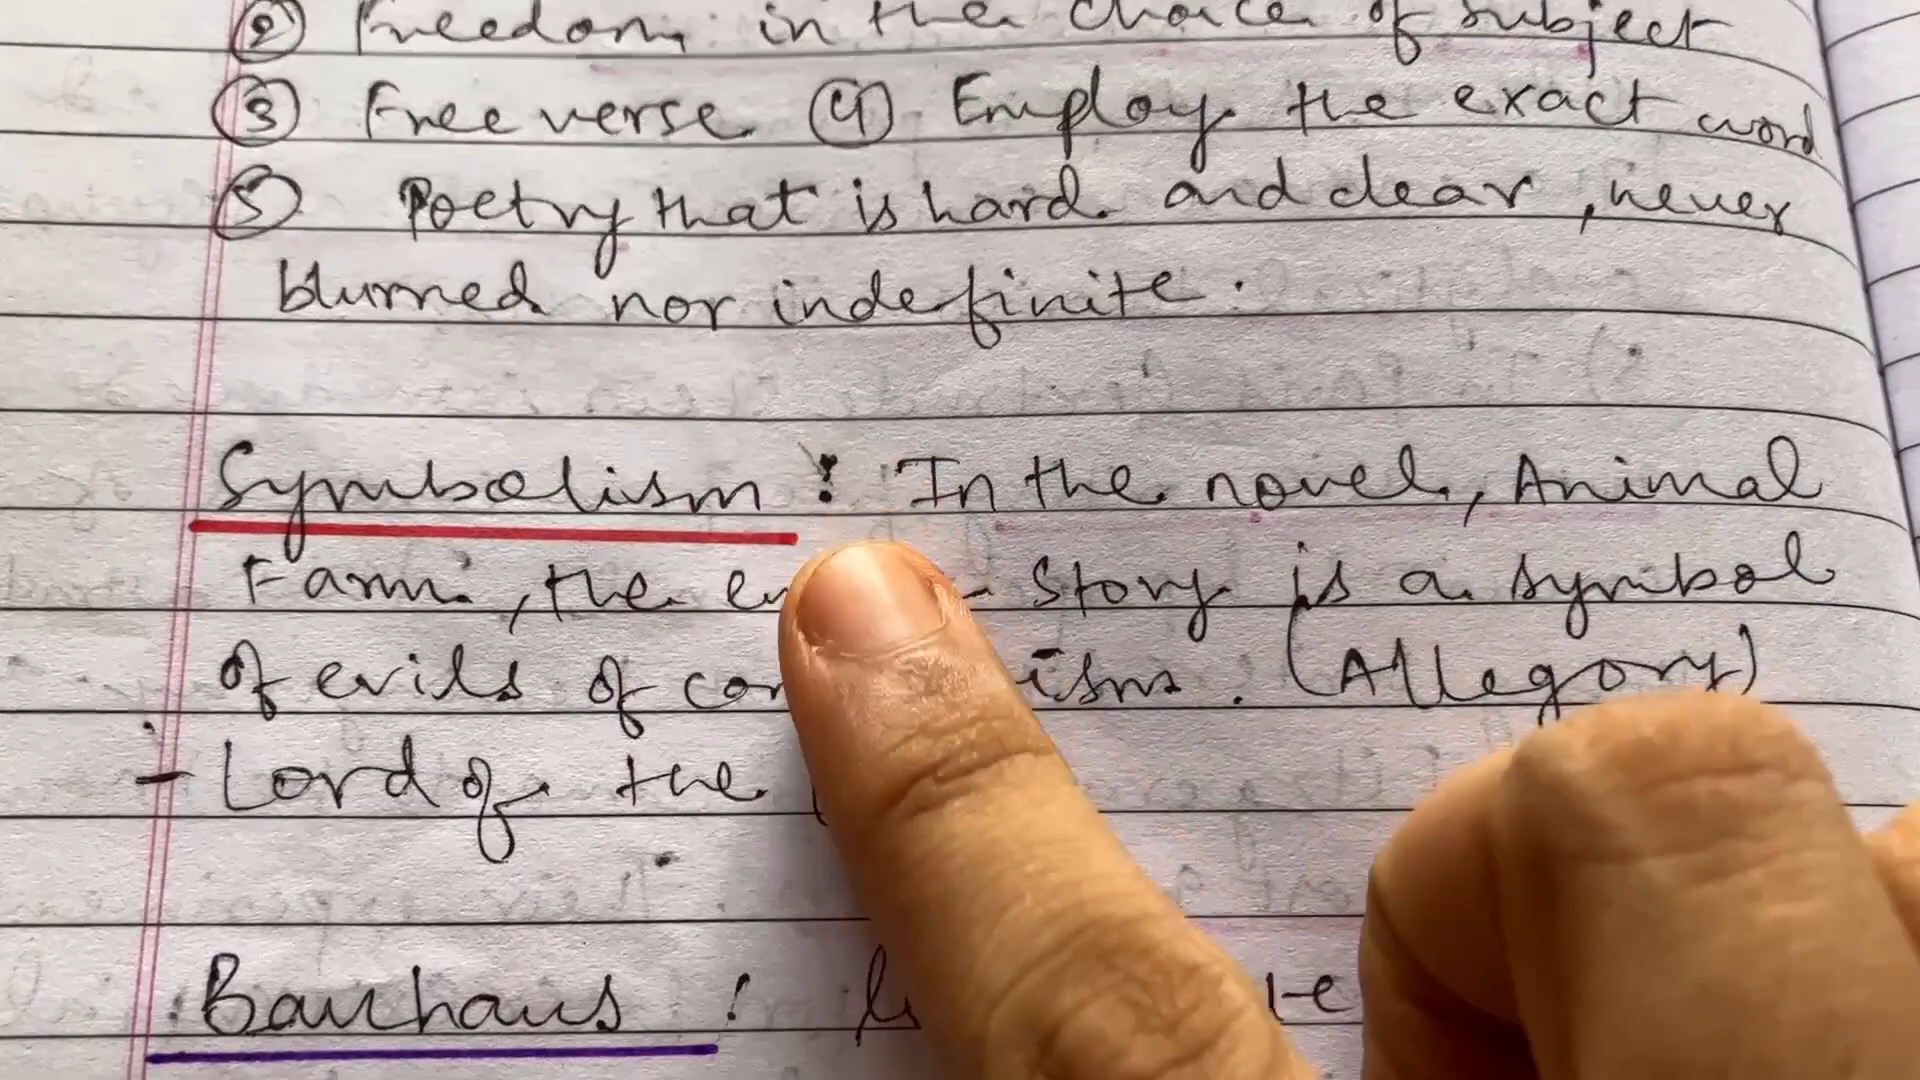 ② Freedom in the choice of subject
③ Free verse ④ Employ the exact word
⑤ Poetry that is hard and clear, never
blurred nor indefinite.
Symbolism : In the novel, Animal
Farm, the story is a symbol
of evils of (Allegory)
- Lord of the
Bauhaus :